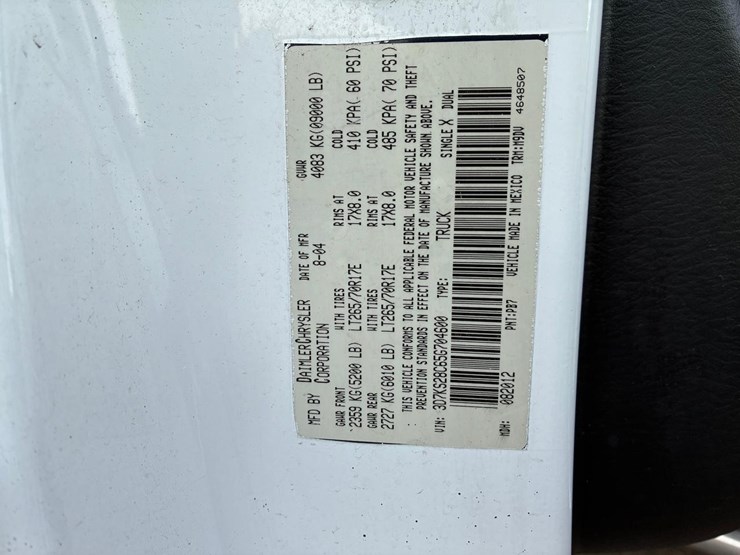 MFD BY DAIMLERCHRYSLER CORPORATION
DATE OF MFR 8-04
GVWR 4083 KG(09000 LB)
GAWR FRONT WITH TIRES RIMS AT COLD
2359 KG(5200 LB) LT265/70R17E 17X8.0 410 KPA( 60 PSI)
GAWR REAR WITH TIRES RIMS AT COLD
2727 KG(6010 LB) LT265/70R17E 17X8.0 485 KPA( 70 PSI)
THIS VEHICLE CONFORMS TO ALL APPLICABLE FEDERAL MOTOR VEHICLE SAFETY AND THEFT
PREVENTION STANDARDS IN EFFECT ON THE DATE OF MANUFACTURE SHOWN ABOVE.
VIN: 3D7KS28C65G704600 TYPE: TRUCK SINGLE X DUAL
MDH: 082012 PNT:PB7 VEHICLE MADE IN MEXICO TRM:M9DV 4648507